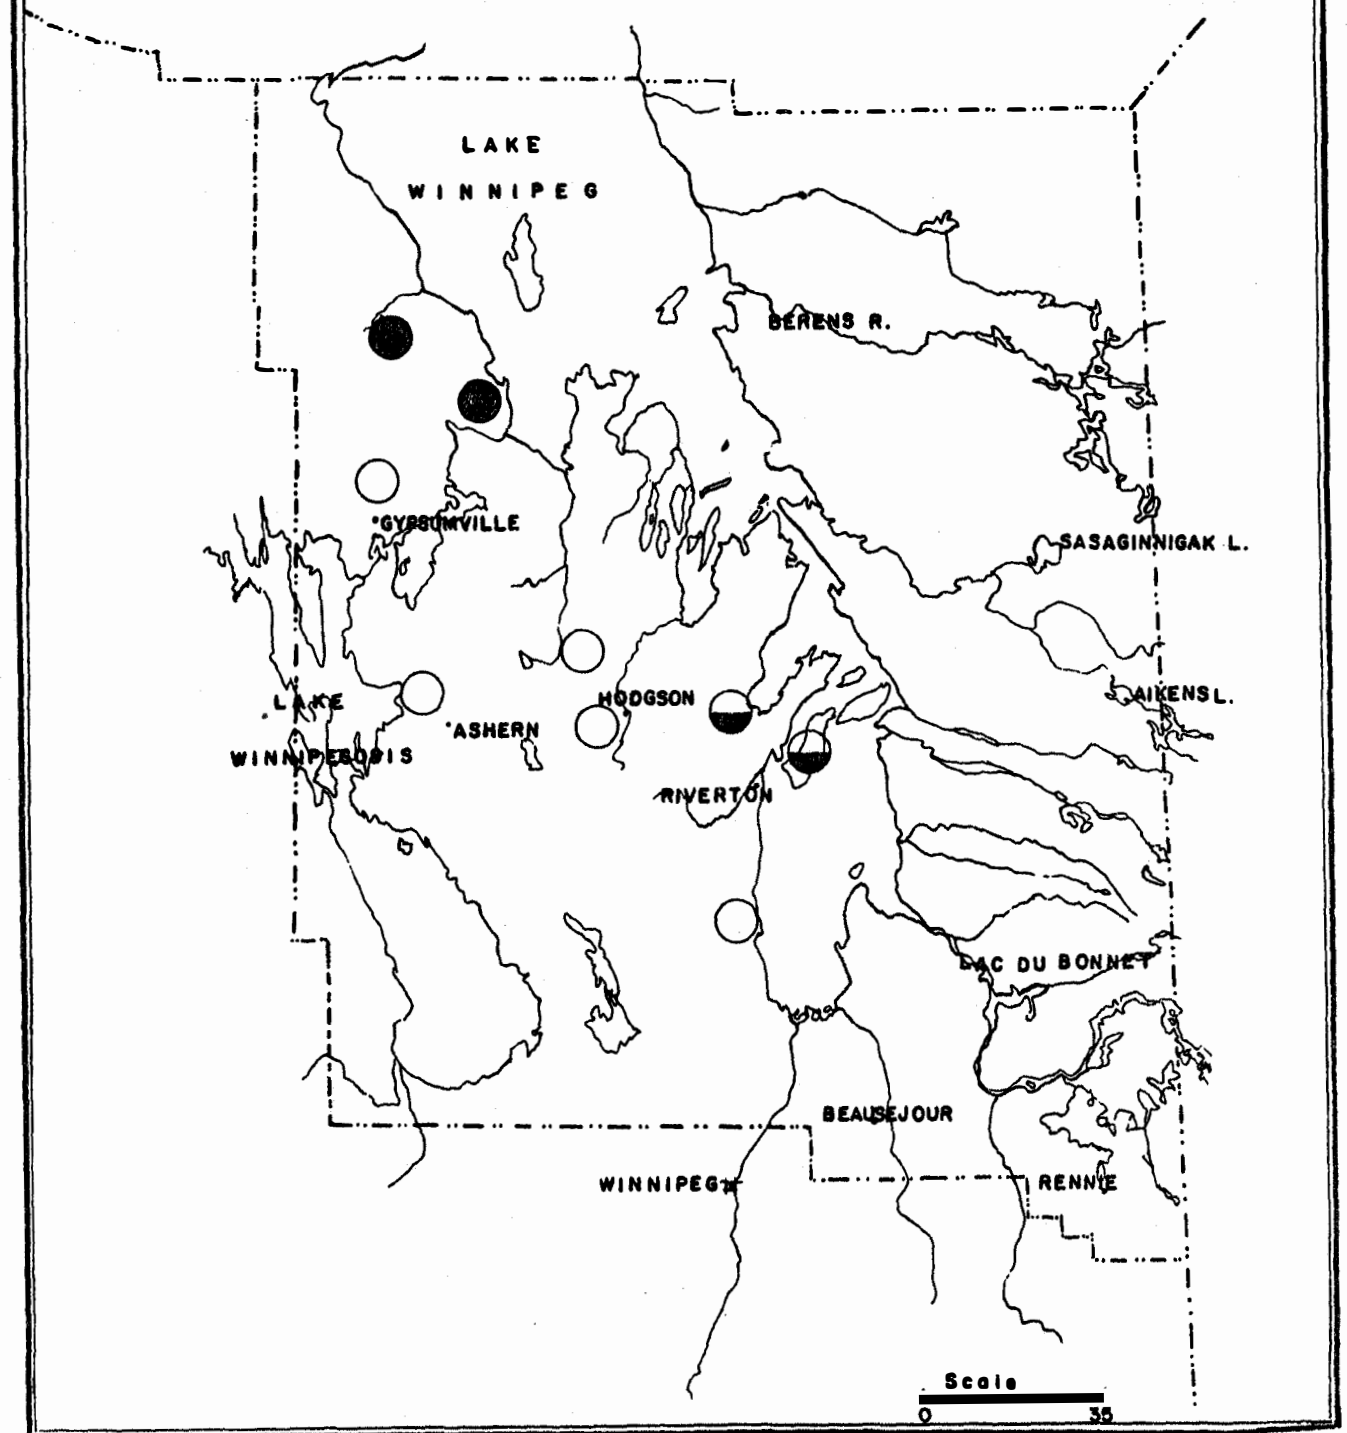 LAKE
WINNIPEG
BERENS R.
GYPSUMVILLE
SASAGINNIGAK L.
LAKE
WINNIPEGOSIS
HODGSON
AIKENS L.
ASHERN
RIVERTON
LAC DU BONNET
BEAUSEJOUR
WINNIPEG
RENNIE
Scale
0 35